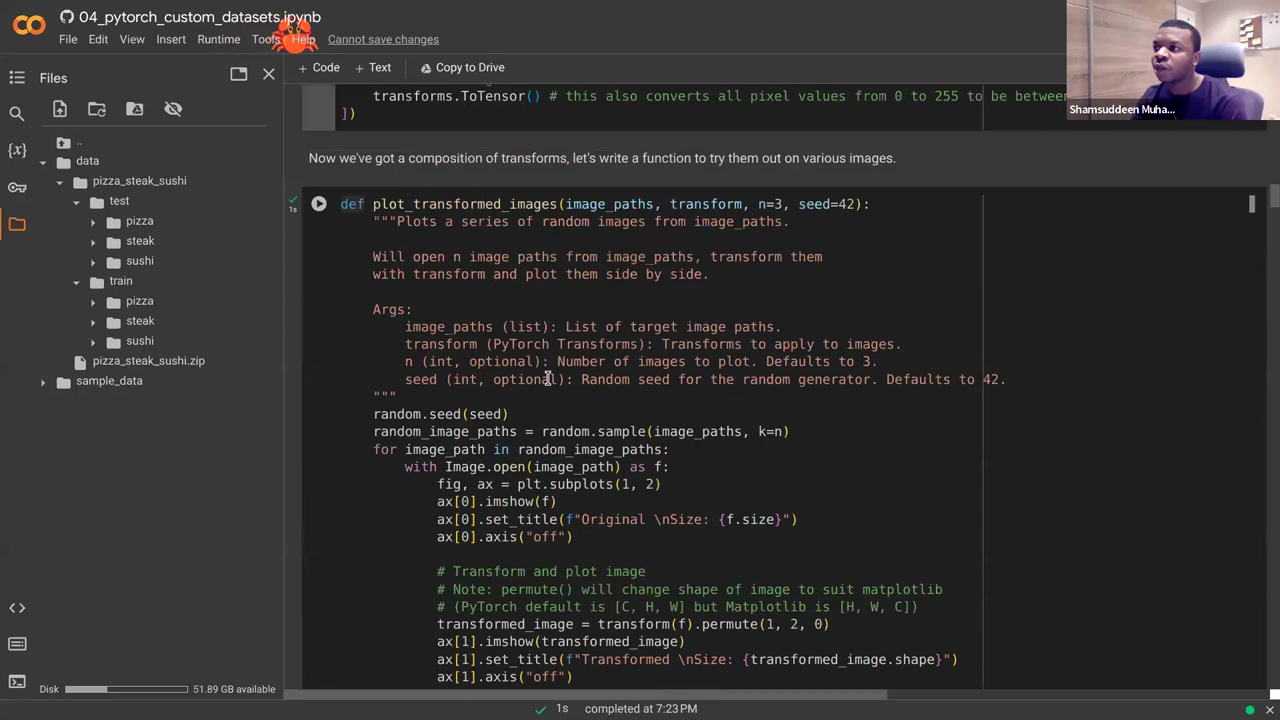 04_pytorch_custom_datasets.ipynb
File Edit View Insert Runtime Tools Help Cannot save changes
Files
+ Code + Text Copy to Drive
..
data
pizza_steak_sushi
test
pizza
steak
sushi
train
pizza
steak
sushi
pizza_steak_sushi.zip
sample_data
Disk 51.89 GB available
Shamsuddeen Muha...
transforms.ToTensor() # this also converts all pixel values from 0 to 255 to be between
])
Now we've got a composition of transforms, let's write a function to try them out on various images.
1s
def plot_transformed_images(image_paths, transform, n=3, seed=42):
"""Plots a series of random images from image_paths.
Will open n image paths from image_paths, transform them
with transform and plot them side by side.
Args:
image_paths (list): List of target image paths.
transform (PyTorch Transforms): Transforms to apply to images.
n (int, optional): Number of images to plot. Defaults to 3.
seed (int, optional): Random seed for the random generator. Defaults to 42.
"""
random.seed(seed)
random_image_paths = random.sample(image_paths, k=n)
for image_path in random_image_paths:
with Image.open(image_path) as f:
fig, ax = plt.subplots(1, 2)
ax[0].imshow(f)
ax[0].set_title(f"Original \nSize: {f.size}")
ax[0].axis("off")
# Transform and plot image
# Note: permute() will change shape of image to suit matplotlib
# (PyTorch default is [C, H, W] but Matplotlib is [H, W, C])
transformed_image = transform(f).permute(1, 2, 0)
ax[1].imshow(transformed_image)
ax[1].set_title(f"Transformed \nSize: {transformed_image.shape}")
ax[1].axis("off")
1s completed at 7:23 PM